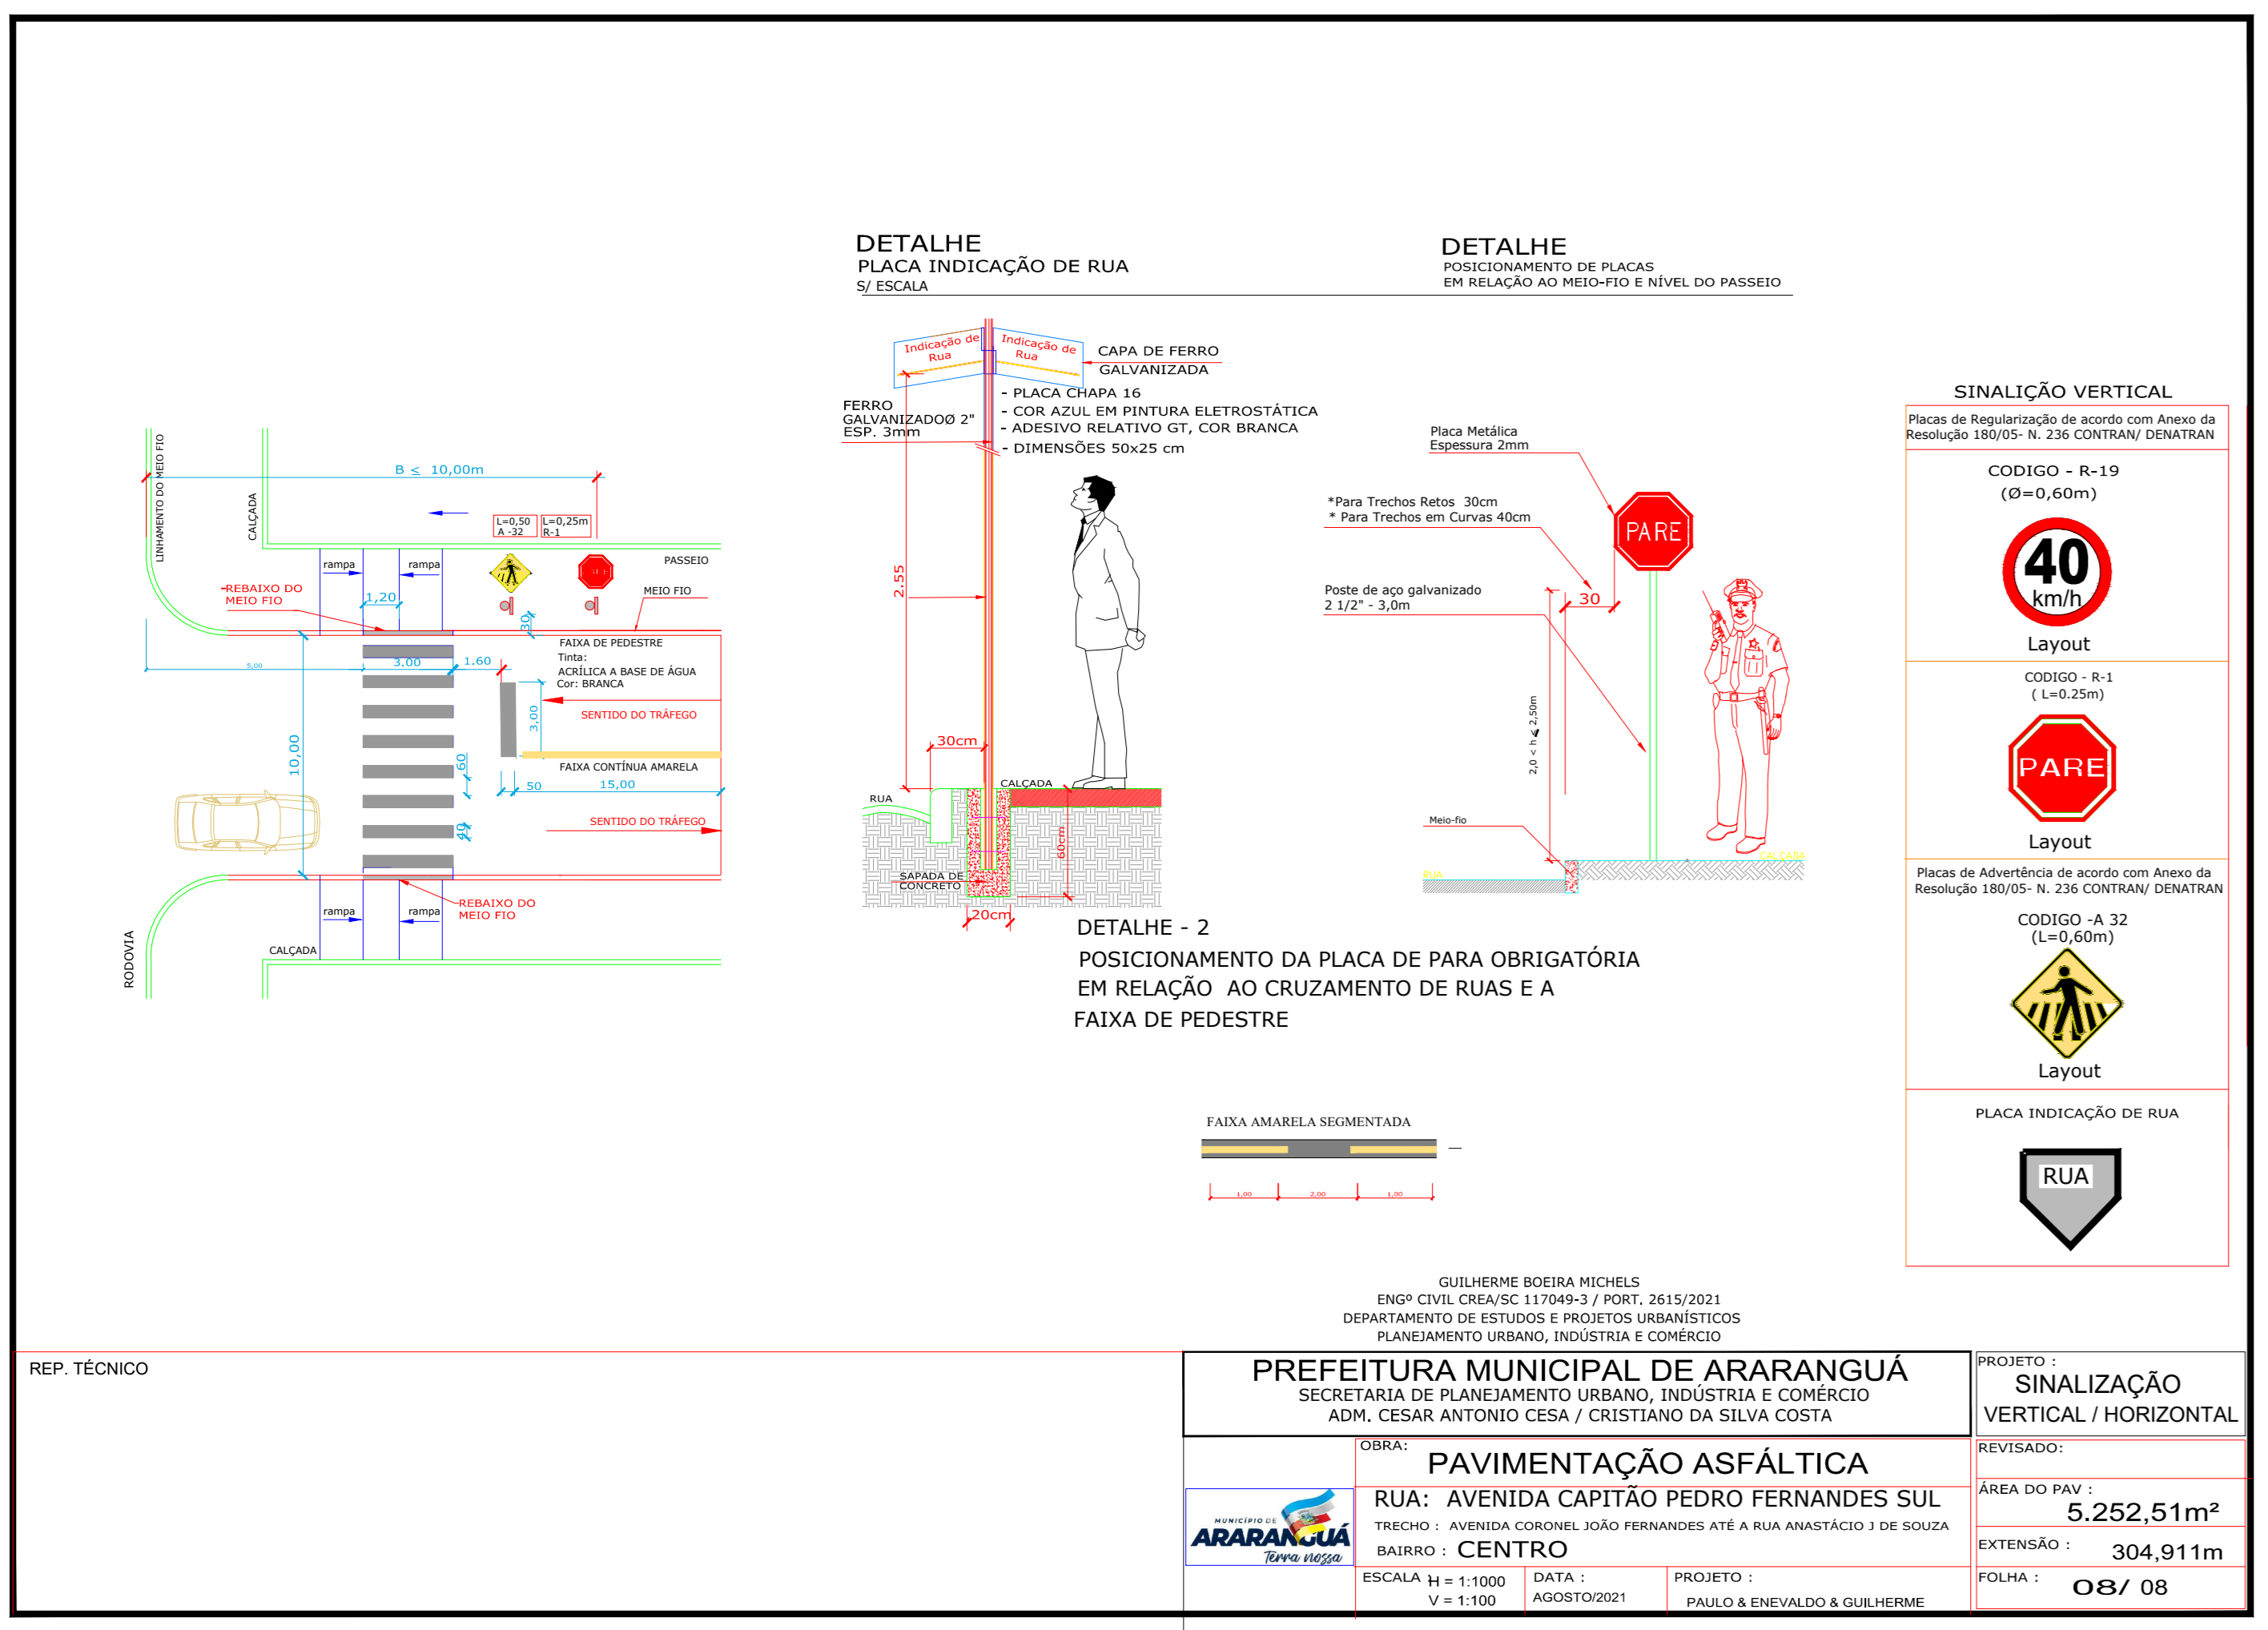 DETALHE
PLACA INDICAÇÃO DE RUA
S/ ESCALA
DETALHE
POSICIONAMENTO DE PLACAS
EM RELAÇÃO AO MEIO-FIO E NÍVEL DO PASSEIO
LINHAMENTO DO MEIO FIO
CALÇADA
B ≤ 10,00m
L=0,50
A -32
L=0,25m
R-1
PASSEIO
rampa
rampa
MEIO FIO
REBAIXO DO
MEIO FIO
1,20
30
FAIXA DE PEDESTRE
Tinta:
ACRÍLICA A BASE DE ÁGUA
Cor: BRANCA
5,00
3.00
1.60
SENTIDO DO TRÁFEGO
3,00
10,00
60
FAIXA CONTÍNUA AMARELA
50
15,00
SENTIDO DO TRÁFEGO
40
REBAIXO DO
MEIO FIO
rampa
rampa
CALÇADA
RODOVIA
Indicação de
Rua
Indicação de
Rua
CAPA DE FERRO
GALVANIZADA
FERRO
GALVANIZADOØ 2"
ESP. 3mm
- PLACA CHAPA 16
- COR AZUL EM PINTURA ELETROSTÁTICA
- ADESIVO RELATIVO GT, COR BRANCA
- DIMENSÕES 50x25 cm
2.55
30cm
CALÇADA
RUA
60cm
SAPADA DE
CONCRETO
20cm
DETALHE - 2
POSICIONAMENTO DA PLACA DE PARA OBRIGATÓRIA
EM RELAÇÃO AO CRUZAMENTO DE RUAS E A
FAIXA DE PEDESTRE
Placa Metálica
Espessura 2mm
*Para Trechos Retos 30cm
* Para Trechos em Curvas 40cm
PARE
Poste de aço galvanizado
2 1/2" - 3,0m
30
2,0 < h ≤ 2,50m
Meio-fio
RUA
CALÇADA
SINALIÇÃO VERTICAL
Placas de Regularização de acordo com Anexo da
Resolução 180/05- N. 236 CONTRAN/ DENATRAN
CODIGO - R-19
(Ø=0,60m)
40
km/h
Layout
CODIGO - R-1
( L=0.25m)
PARE
Layout
Placas de Advertência de acordo com Anexo da
Resolução 180/05- N. 236 CONTRAN/ DENATRAN
CODIGO -A 32
(L=0,60m)
Layout
PLACA INDICAÇÃO DE RUA
RUA
FAIXA AMARELA SEGMENTADA
1,00
2,00
1,00
GUILHERME BOEIRA MICHELS
ENGº CIVIL CREA/SC 117049-3 / PORT. 2615/2021
DEPARTAMENTO DE ESTUDOS E PROJETOS URBANÍSTICOS
PLANEJAMENTO URBANO, INDÚSTRIA E COMÉRCIO
REP. TÉCNICO
PREFEITURA MUNICIPAL DE ARARANGUÁ
SECRETARIA DE PLANEJAMENTO URBANO, INDÚSTRIA E COMÉRCIO
ADM. CESAR ANTONIO CESA / CRISTIANO DA SILVA COSTA
PROJETO :
SINALIZAÇÃO
VERTICAL / HORIZONTAL
OBRA:
PAVIMENTAÇÃO ASFÁLTICA
REVISADO:
MUNICÍPIO DE
ARARANGUÁ
Terra nossa
RUA: AVENIDA CAPITÃO PEDRO FERNANDES SUL
TRECHO : AVENIDA CORONEL JOÃO FERNANDES ATÉ A RUA ANASTÁCIO J DE SOUZA
BAIRRO : CENTRO
ÁREA DO PAV :
5.252,51m²
EXTENSÃO :
304,911m
ESCALA
H = 1:1000
V = 1:100
DATA :
AGOSTO/2021
PROJETO :
PAULO & ENEVALDO & GUILHERME
FOLHA :
08/ 08